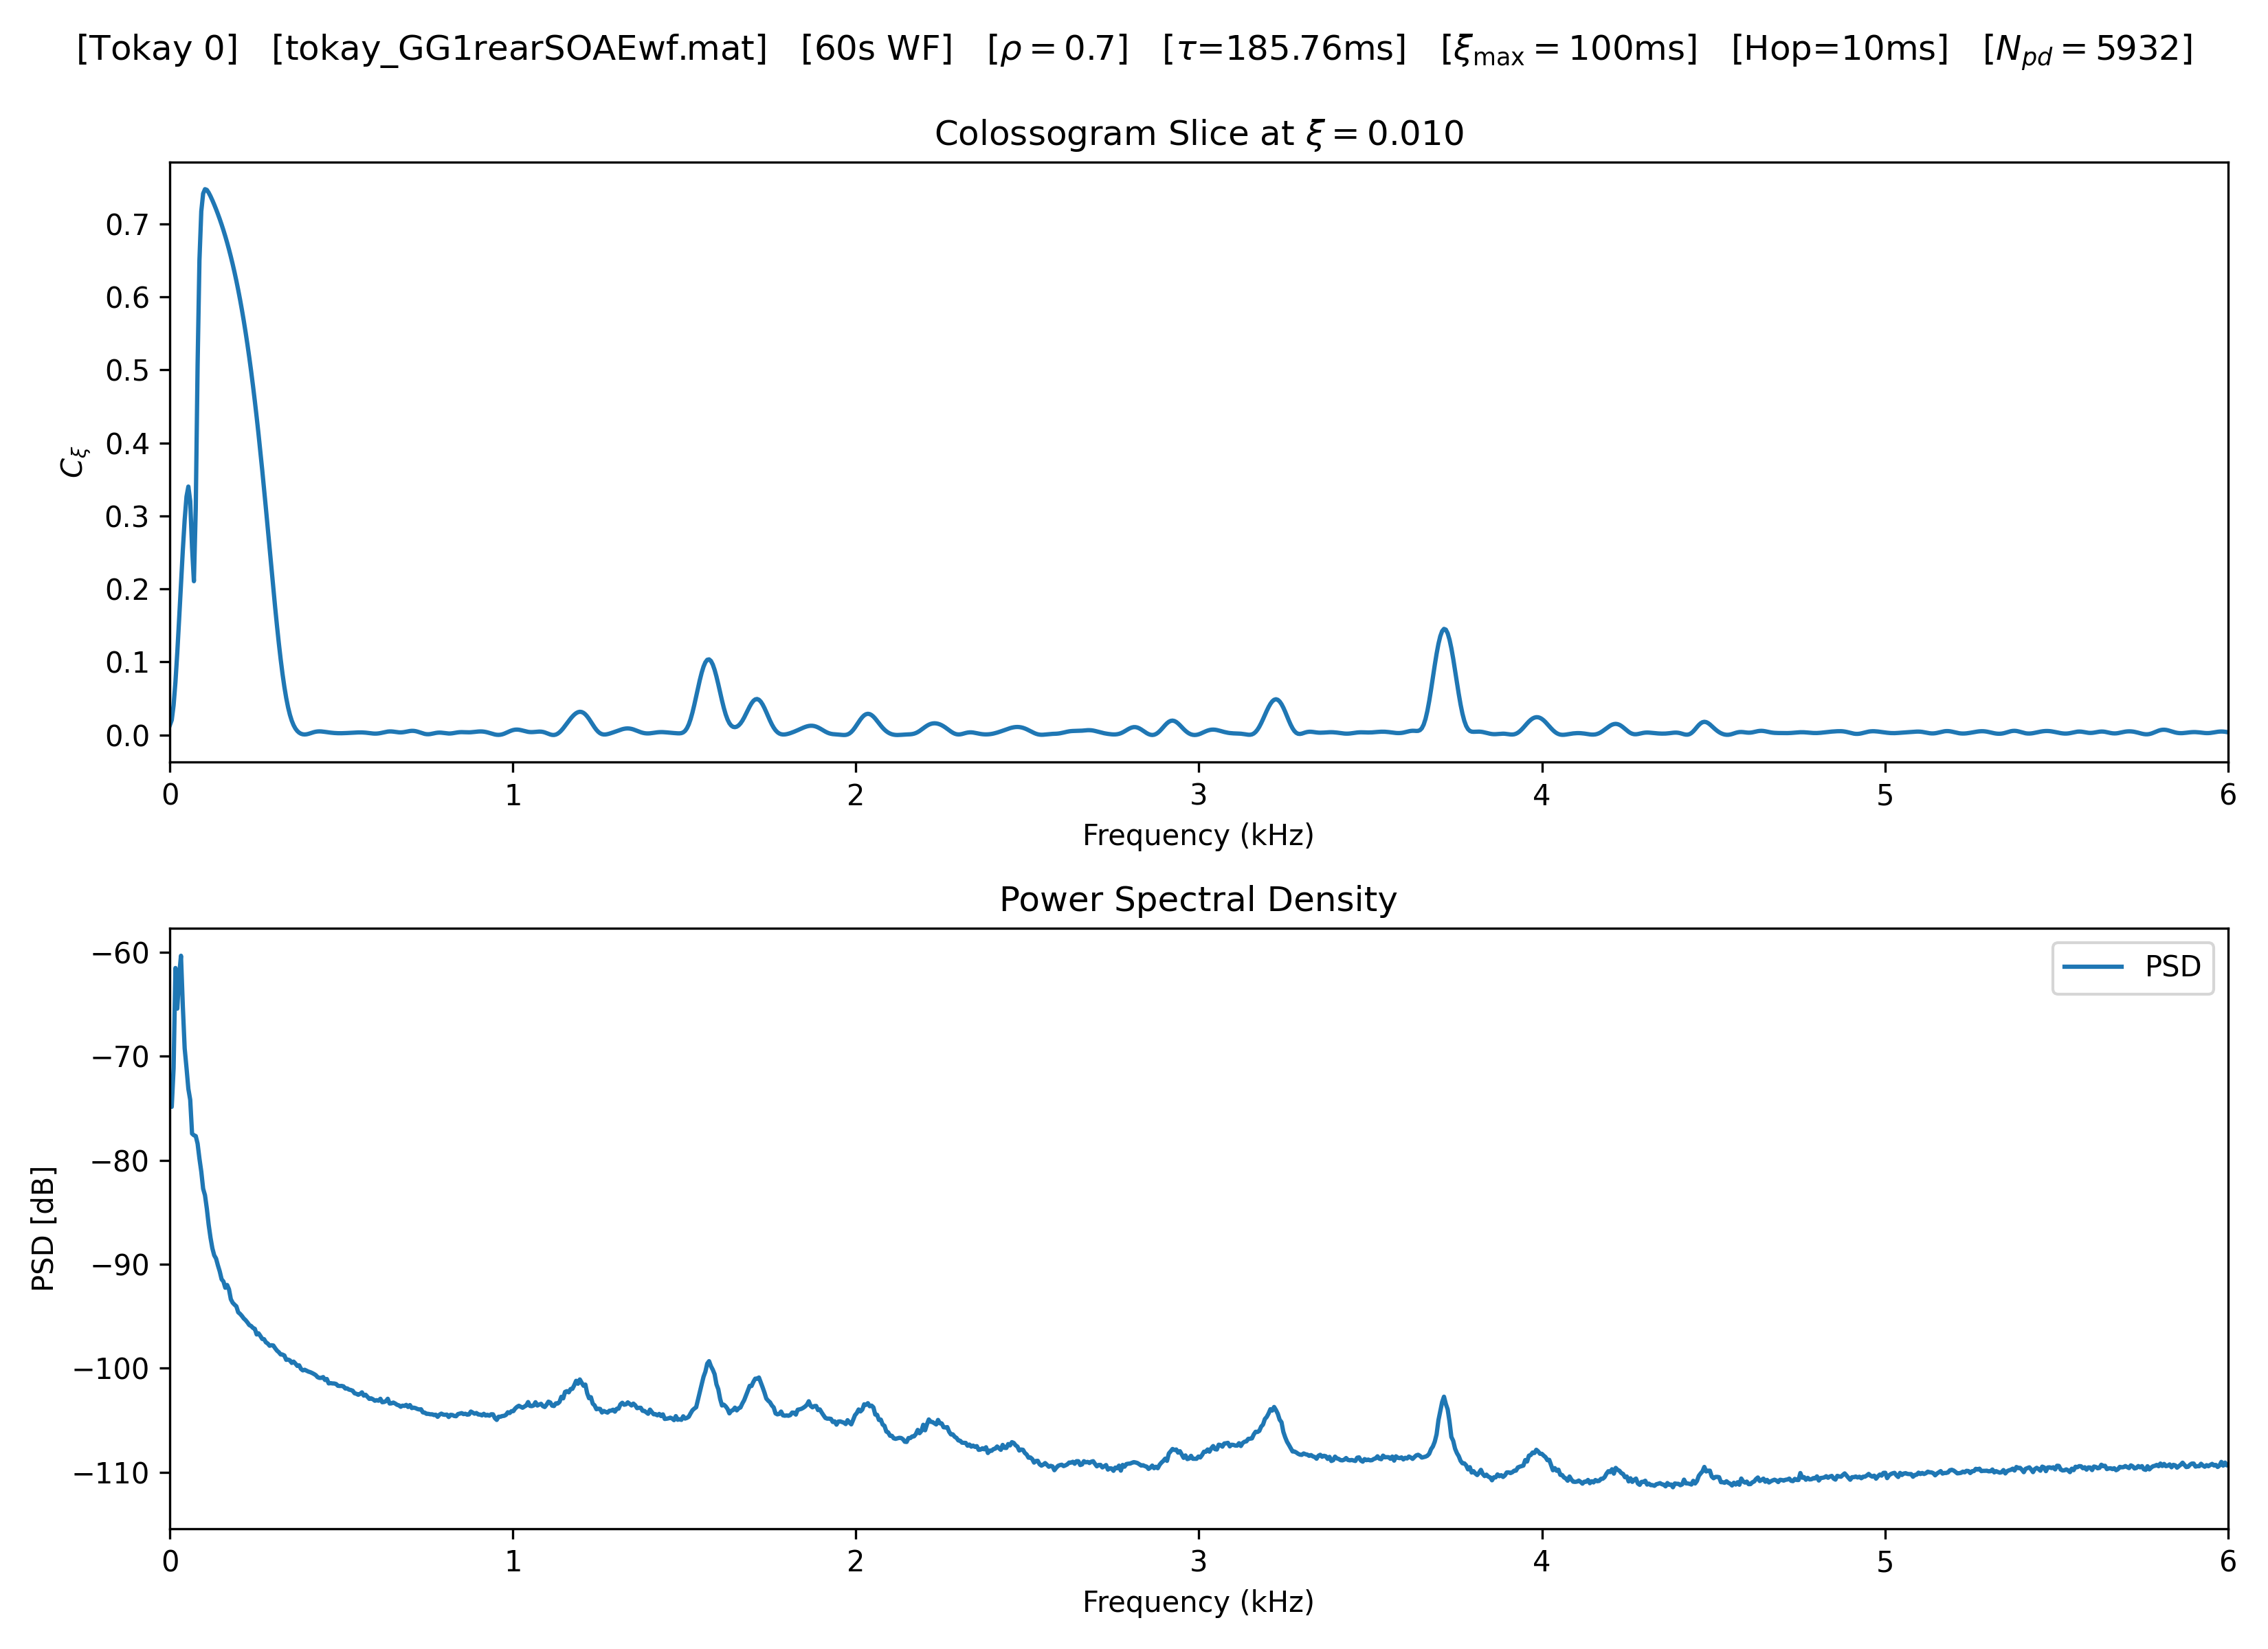 [Tokay 0] [tokay_GG1rearSOAEwf.mat] [60s WF] [ρ = 0.7] [τ=185.76ms] [ξmax = 100ms] [Hop=10ms] [Npd = 5932]
Colossogram Slice at ξ = 0.010
Cξ
0.7
0.6
0.5
0.4
0.3
0.2
0.1
0.0
0 1 2 3 4 5 6
Frequency (kHz)
Power Spectral Density
PSD
PSD [dB]
−60
−70
−80
−90
−100
−110
0 1 2 3 4 5 6
Frequency (kHz)